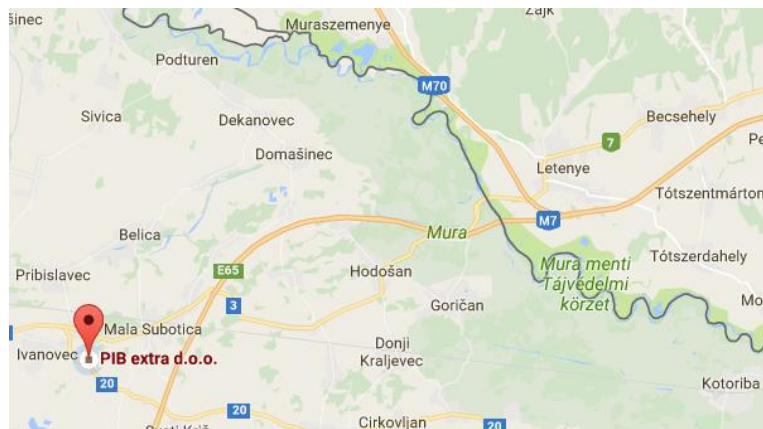 šinec
Muraszemenye
Zajk
Podturen
M70
Sivica
Dekanovec
Becsehely
7
Pe
Domašinec
Letenye
Tótszentmárton
Belica
Mura
M7
Tótszerdahely
Pribislavec
E65
Hodošan
Mura menti
Tájvédelmi
körzet
3
Goričan
Mo
Mala Subotica
Ivanovec
PIB extra d.o.o.
Donji
Kraljevec
20
Kotoriba
20
20
Cirkovljan
Sveti Križ